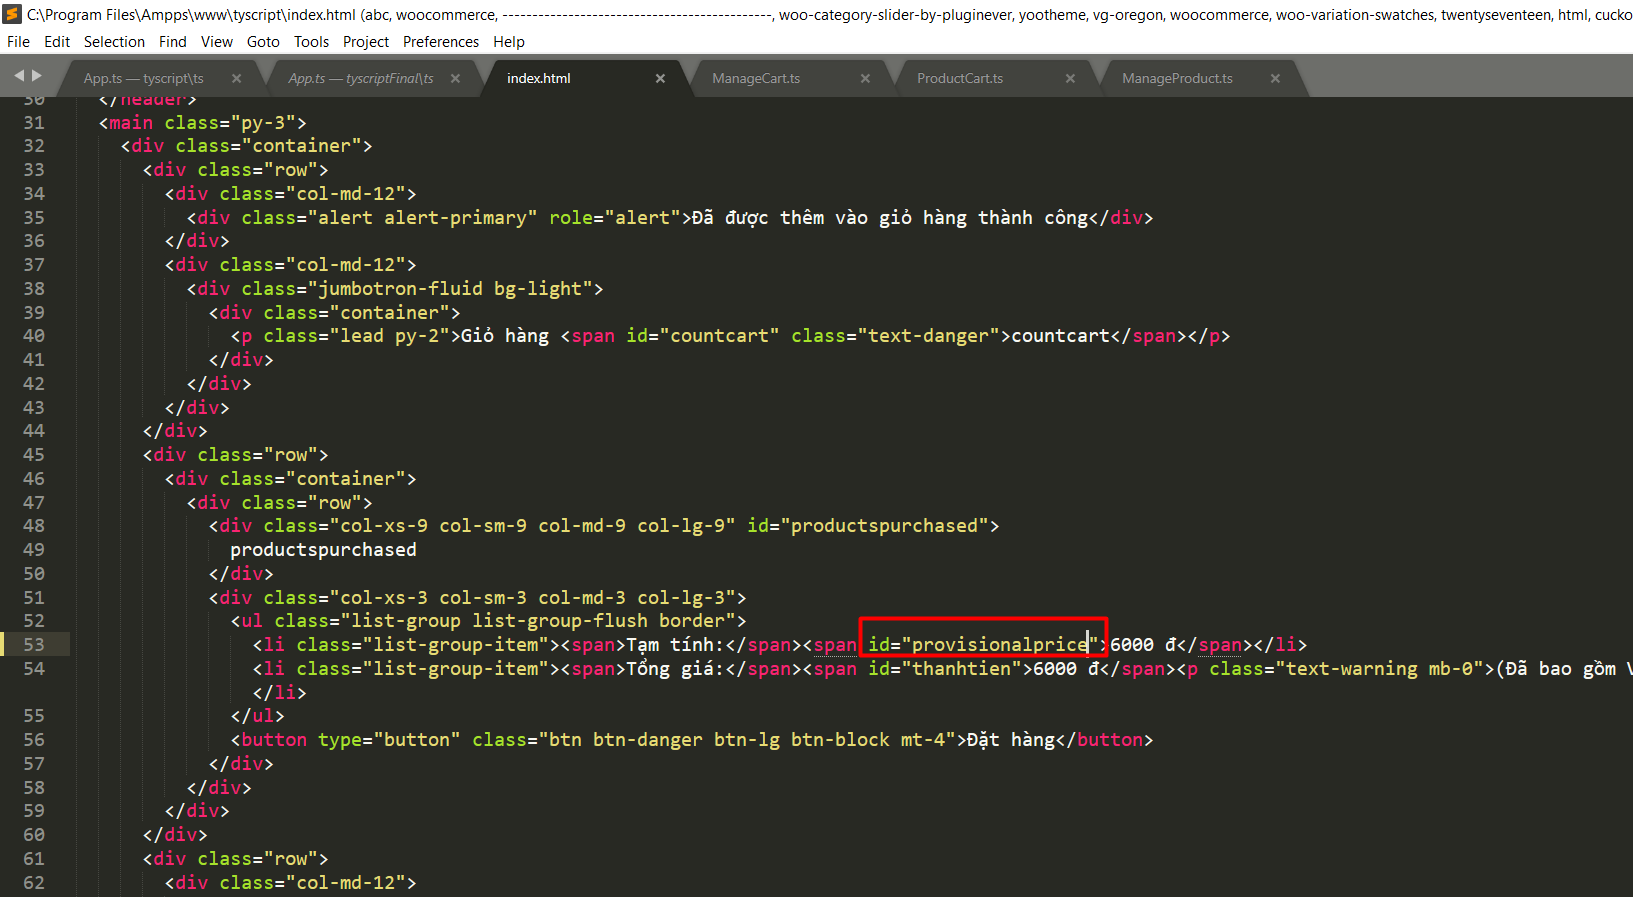 C:\Program Files\Ampps\www\tyscript\index.html (abc, woocommerce, --------------------------------------------, woo-category-slider-by-pluginever, yootheme, vg-oregon, woocommerce, woo-variation-swatches, twentyseventeen, html, cucko
File Edit Selection Find View Goto Tools Project Preferences Help
App.ts — tyscript\ts × App.ts — tyscriptFinal\ts × index.html × ManageCart.ts × ProductCart.ts × ManageProduct.ts ×
30 </header>
31 <main class="py-3">
32 <div class="container">
33 <div class="row">
34 <div class="col-md-12">
35 <div class="alert alert-primary" role="alert">Đã được thêm vào giỏ hàng thành công</div>
36 </div>
37 <div class="col-md-12">
38 <div class="jumbotron-fluid bg-light">
39 <div class="container">
40 <p class="lead py-2">Giỏ hàng <span id="countcart" class="text-danger">countcart</span></p>
41 </div>
42 </div>
43 </div>
44 </div>
45 <div class="row">
46 <div class="container">
47 <div class="row">
48 <div class="col-xs-9 col-sm-9 col-md-9 col-lg-9" id="productspurchased">
49 productspurchased
50 </div>
51 <div class="col-xs-3 col-sm-3 col-md-3 col-lg-3">
52 <ul class="list-group list-group-flush border">
53 <li class="list-group-item"><span>Tạm tính:</span><span id="provisionalprice">6000 đ</span></li>
54 <li class="list-group-item"><span>Tổng giá:</span><span id="thanhtien">6000 đ</span><p class="text-warning mb-0">(Đã bao gồm V
</li>
55 </ul>
56 <button type="button" class="btn btn-danger btn-lg btn-block mt-4">Đặt hàng</button>
57 </div>
58 </div>
59 </div>
60 </div>
61 <div class="row">
62 <div class="col-md-12">